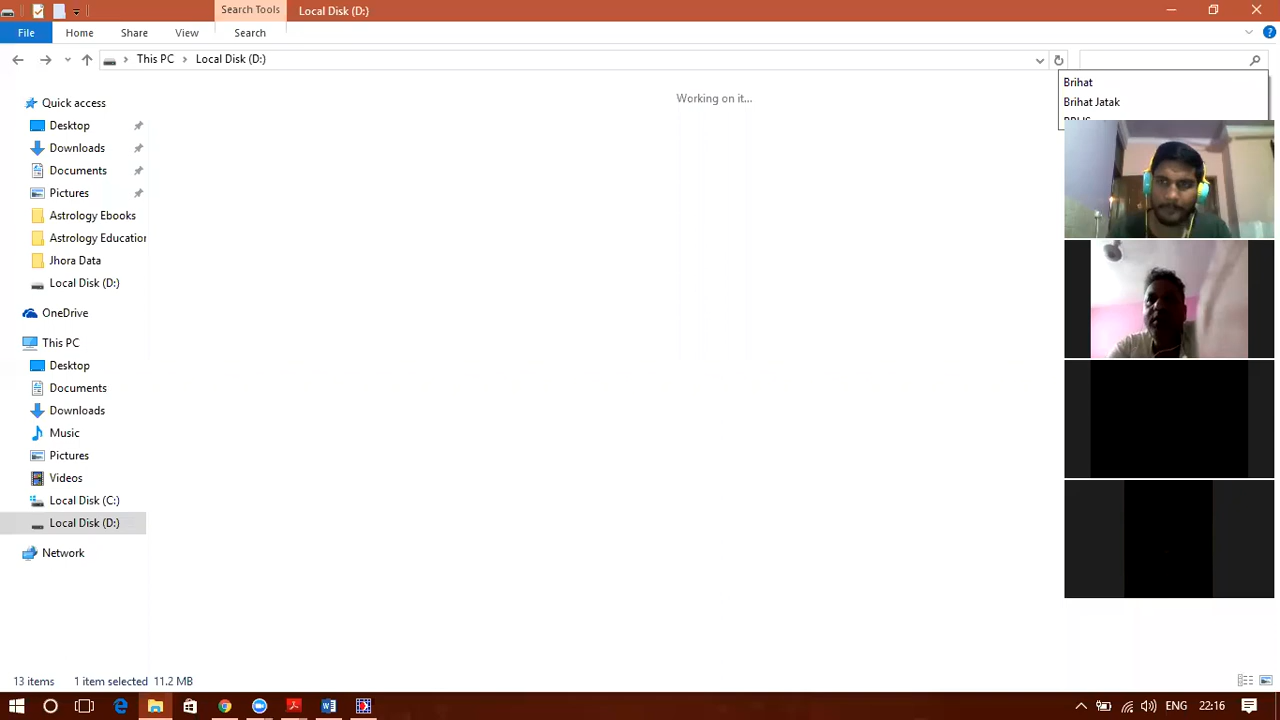 Search Tools
Local Disk (D:)
File
Home
Share
View
Search
This PC
Local Disk (D:)
Working on it...
Brihat
Brihat Jatak
Quick access
Desktop
Downloads
Documents
Pictures
Astrology Ebooks
Astrology Education
Jhora Data
Local Disk (D:)
OneDrive
This PC
Desktop
Documents
Downloads
Music
Pictures
Videos
Local Disk (C:)
Local Disk (D:)
Network
13 items
1 item selected 11.2 MB
ENG
22:16